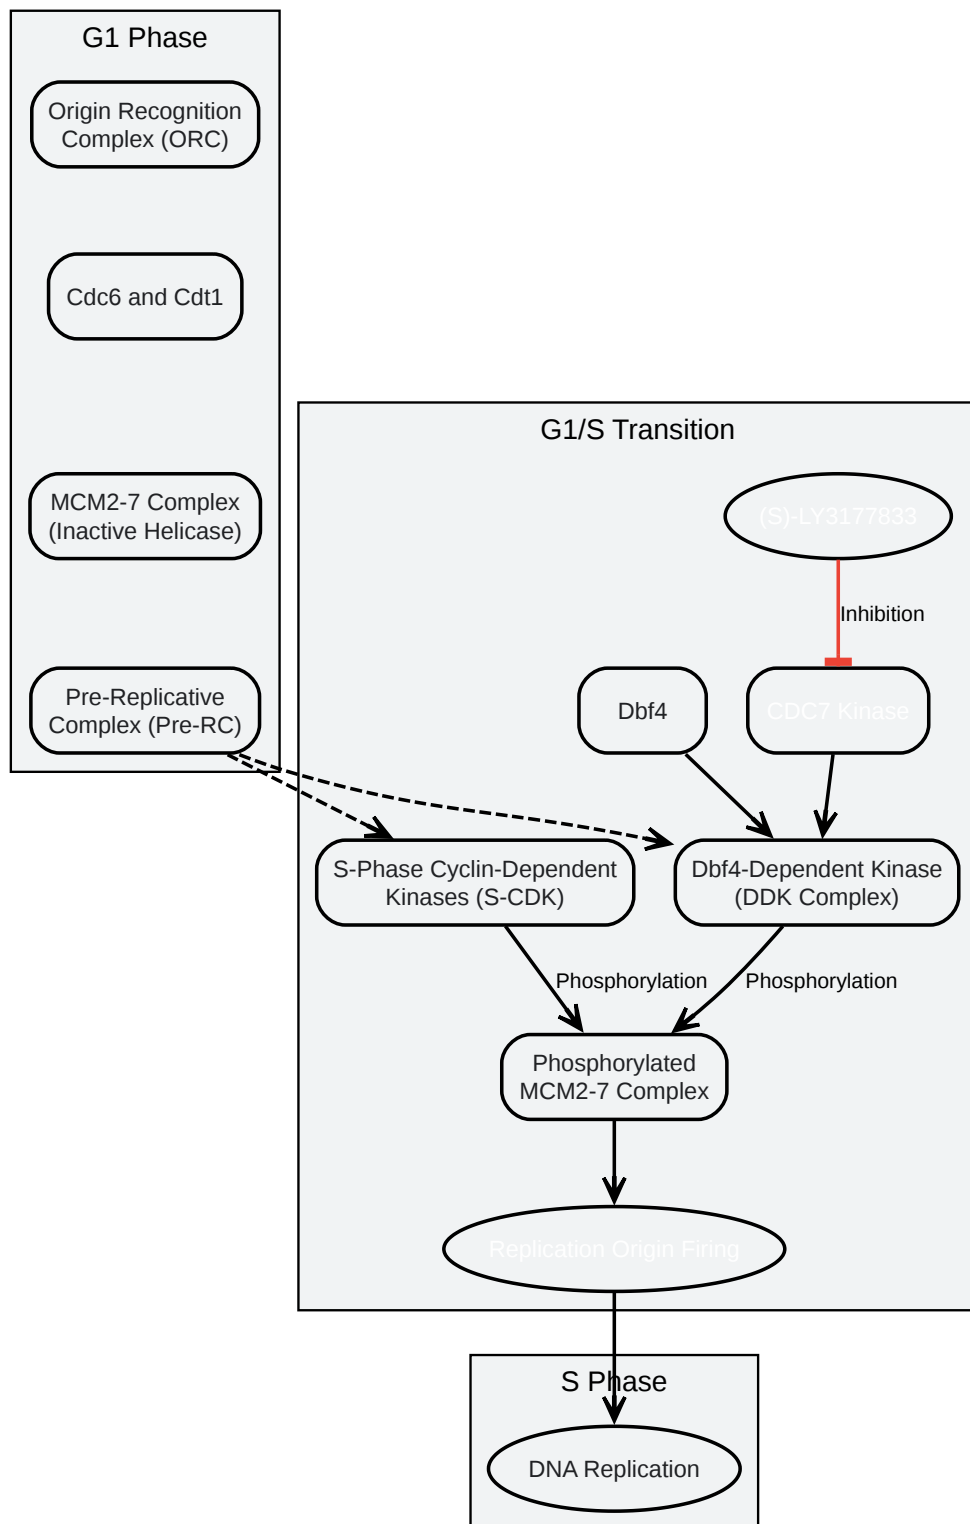 G1 Phase
Origin Recognition
Complex (ORC)
Cdc6 and Cdt1
MCM2-7 Complex
(Inactive Helicase)
Pre-Replicative
Complex (Pre-RC)
G1/S Transition
(S)-LY3177833
Inhibition
Dbf4
CDC7 Kinase
S-Phase Cyclin-Dependent
Kinases (S-CDK)
Dbf4-Dependent Kinase
(DDK Complex)
Phosphorylation
Phosphorylation
Phosphorylated
MCM2-7 Complex
Replication Origin Firing
S Phase
DNA Replication